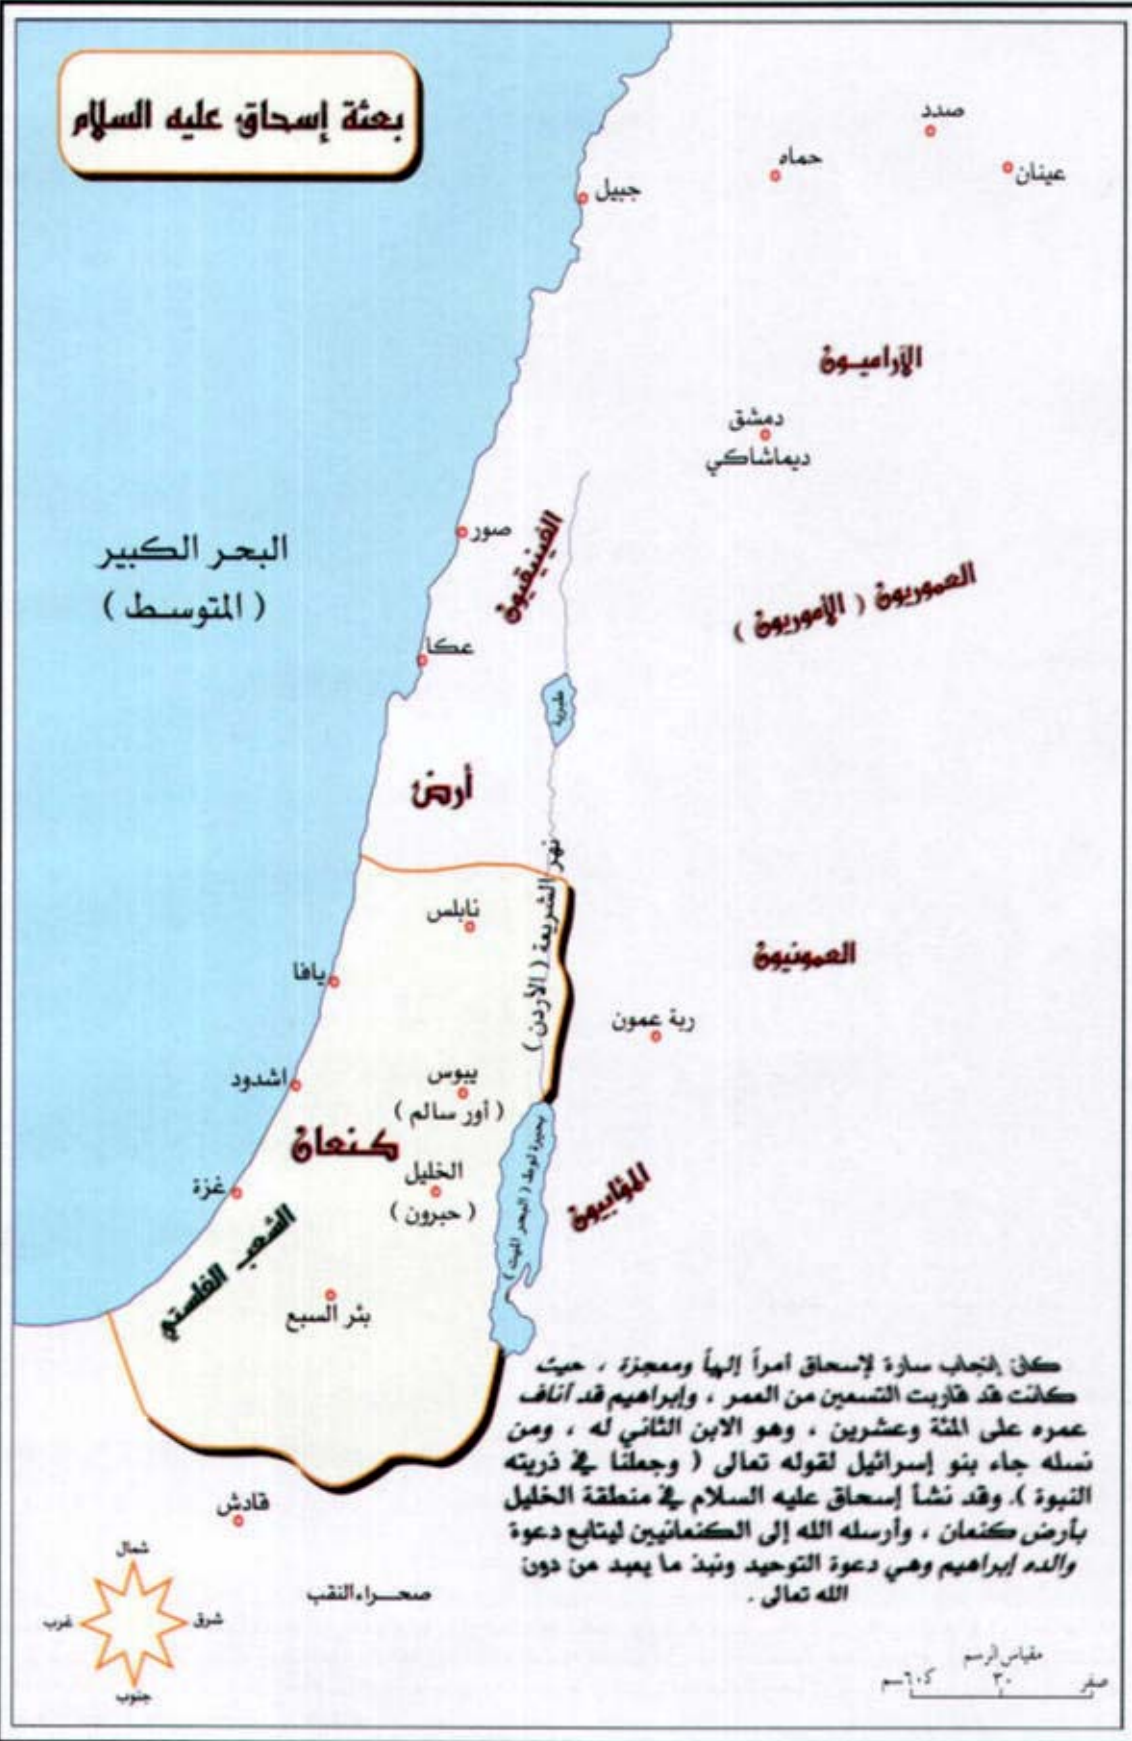 بعثة إسحاق عليه السلام
صدد
حماه
عينان
جبيل
الآراميون
دمشق
ديماشاكي
صور
الفينيقيون
البحر الكبير
( المتوسط )
العموريون ( الأموريون )
عكا
طبرية
أرض
نهر الشريعة ( الأردن )
نابلس
العمونيون
يافا
ربة عمون
يبوس
( أور سالم )
اشدود
كنعان
بحيرة لوط ( البحر الميت )
الخليل
( حبرون )
غزة
المؤابيون
الشعب الفلستي
بئر السبع
كان إنجاب سارة لإسحاق أمراً إلهياً ومعجزة ، حيث
كانت قد قاربت التسعين من العمر ، وإبراهيم قد أناف
عمره على المئة وعشرين ، وهو الابن الثاني له ، ومن
نسله جاء بنو إسرائيل لقوله تعالى ( وجعلنا في ذريته
النبوة ). وقد نشأ إسحاق عليه السلام في منطقة الخليل
بأرض كنعان ، وأرسله الله إلى الكنعانيين ليتابع دعوة
والده إبراهيم وهي دعوة التوحيد ونبذ ما يعبد من دون
الله تعالى .
قادش
شمال
شرق
غرب
جنوب
صحراء النقب
مقياس الرسم
صفر ٣٠ ٦٠كم